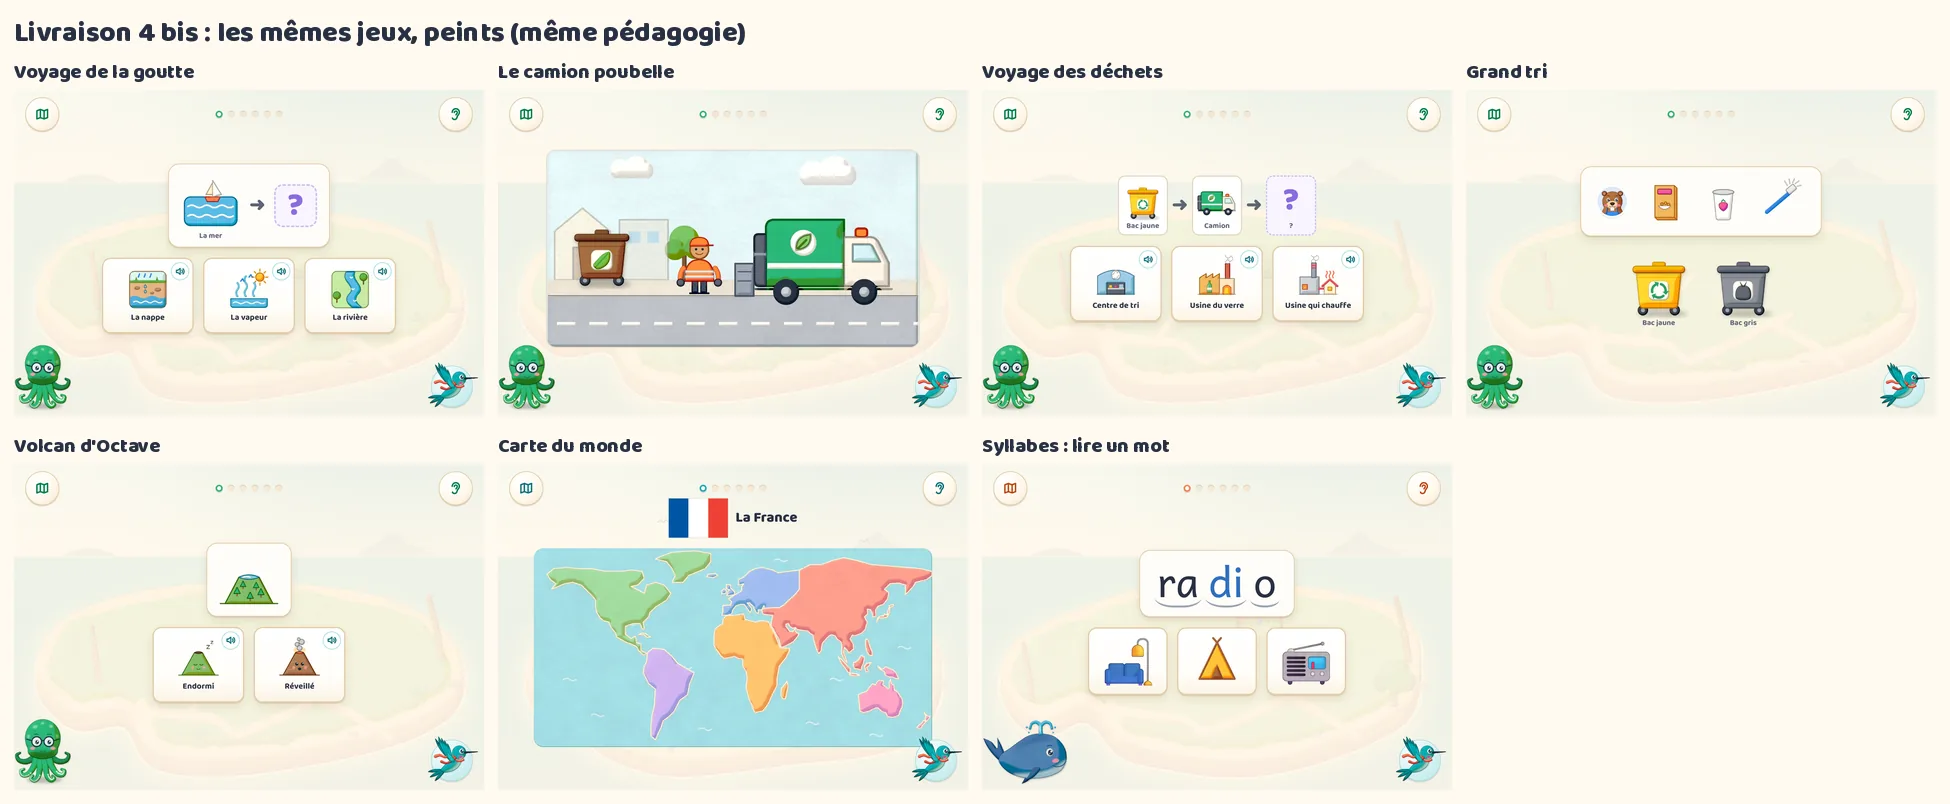 Livraison 4 bis : les mêmes jeux, peints (même pédagogie)
Voyage de la goutte
La mer
?
La nappe
La vapeur
La rivière
Le camion poubelle
Voyage des déchets
Bac jaune
Camion
?
?
Centre de tri
Usine du verre
Usine qui chauffe
Grand tri
Bac jaune
Bac gris
Volcan d'Octave
z
z
Endormi
Réveillé
Carte du monde
La France
Syllabes : lire un mot
ra di o